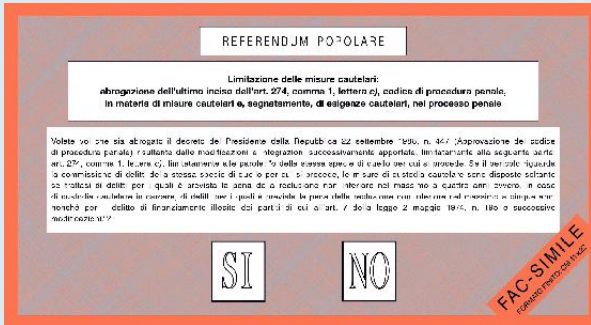 REFERENDUM POPOLARE
Limitazione delle misure cautelari:
abrogazione dell'ultimo inciso dell'art. 274, comma 1, lettera c), codice di procedura penale,
in materia di misure cautelari e, segnatamente, di esigenze cautelari, nel processo penale
Volete voi che sia abrogato il decreto del Presidente della Repubblica 22 settembre 1988, n. 447 (Approvazione del codice
di procedura penale) risultante dalle modificazioni e integrazioni successivamente apportate, limitatamente alla seguente parte:
art. 274, comma 1, lettera c), limitatamente alle parole: "o della stessa specie di quello per cui si procede. Se il pericolo riguarda
la commissione di delitti della stessa specie di quello per cui si procede, le misure di custodia cautelare sono disposte soltanto
se trattasi di delitti per i quali è prevista la pena della reclusione non inferiore nel massimo a quattro anni ovvero, in caso
di custodia cautelare in carcere, di delitti per i quali è prevista la pena della reclusione non inferiore nel massimo a cinque anni
nonché per il delitto di finanziamento illecito dei partiti di cui all'art. 7 della legge 2 maggio 1974, n. 195 e successive
modificazioni."?
SI NO
FAC-SIMILE
FORMATO FINITO: CM